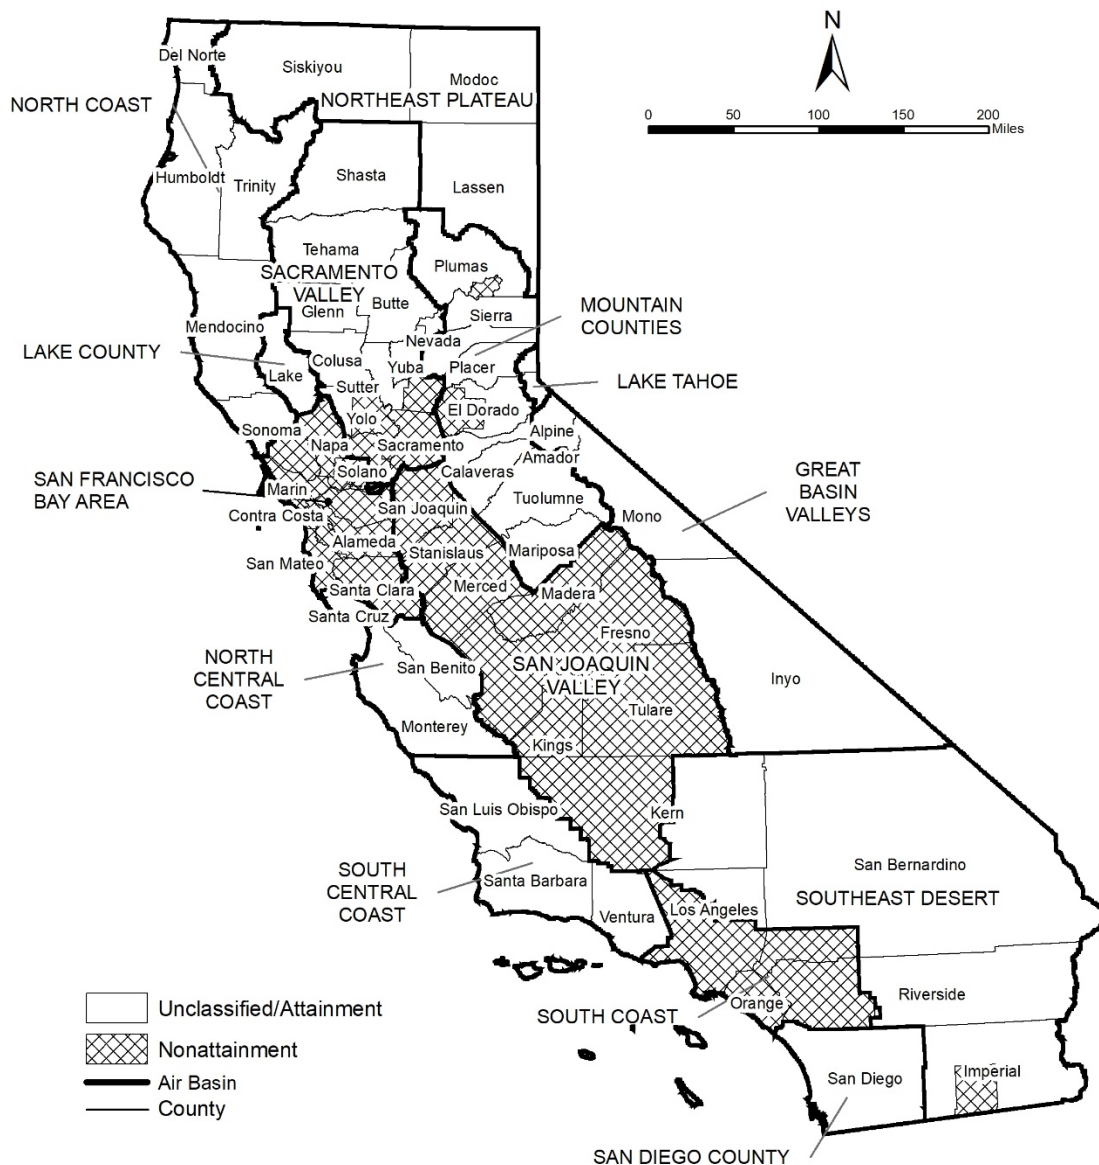 N
0 50 100 150 200
Miles
Del Norte
Siskiyou
Modoc
NORTH COAST
NORTHEAST PLATEAU
Humboldt
Trinity
Shasta
Lassen
Tehama
Plumas
SACRAMENTO
VALLEY
Glenn
Butte
Sierra
MOUNTAIN
COUNTIES
Mendocino
Nevada
LAKE COUNTY
Lake
Colusa
Yuba
Placer
LAKE TAHOE
Sutter
El Dorado
Sonoma
Yolo
Alpine
Napa
Sacramento
Amador
SAN FRANCISCO
BAY AREA
Solano
Calaveras
GREAT
BASIN
VALLEYS
Marin
Tuolumne
Contra Costa
San Joaquin
Mono
Alameda
Stanislaus
Mariposa
San Mateo
Santa Clara
Merced
Madera
Santa Cruz
Fresno
NORTH
CENTRAL
COAST
San Benito
SAN JOAQUIN
VALLEY
Inyo
Monterey
Tulare
Kings
San Luis Obispo
Kern
SOUTH
CENTRAL
COAST
Santa Barbara
San Bernardino
SOUTHEAST DESERT
Ventura
Los Angeles
Riverside
Orange
SOUTH COAST
Unclassified/Attainment
Nonattainment
Air Basin
County
San Diego
Imperial
SAN DIEGO COUNTY